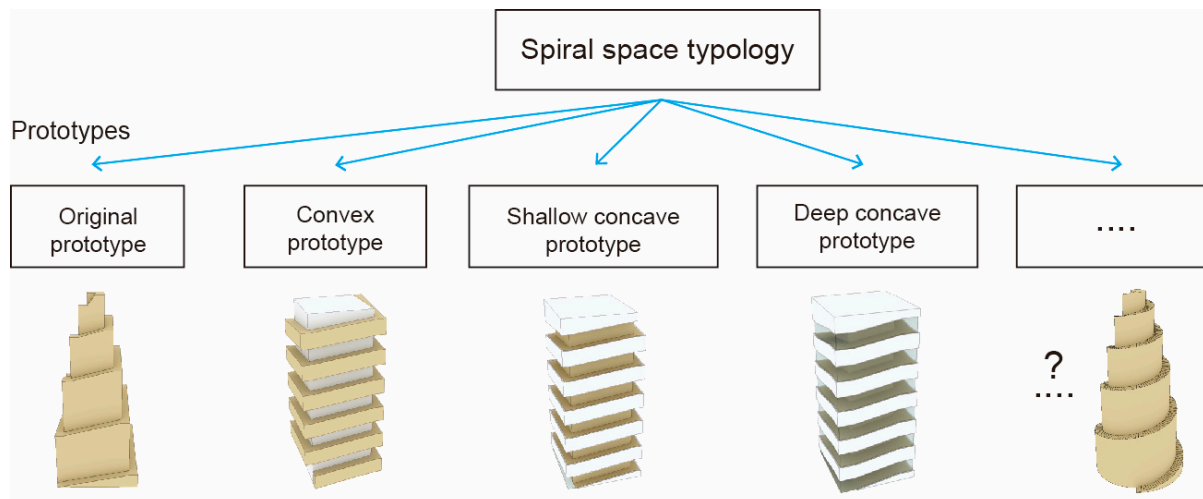 Spiral space typology
Prototypes
Original
prototype
Convex
prototype
Shallow concave
prototype
Deep concave
prototype
....
?
....